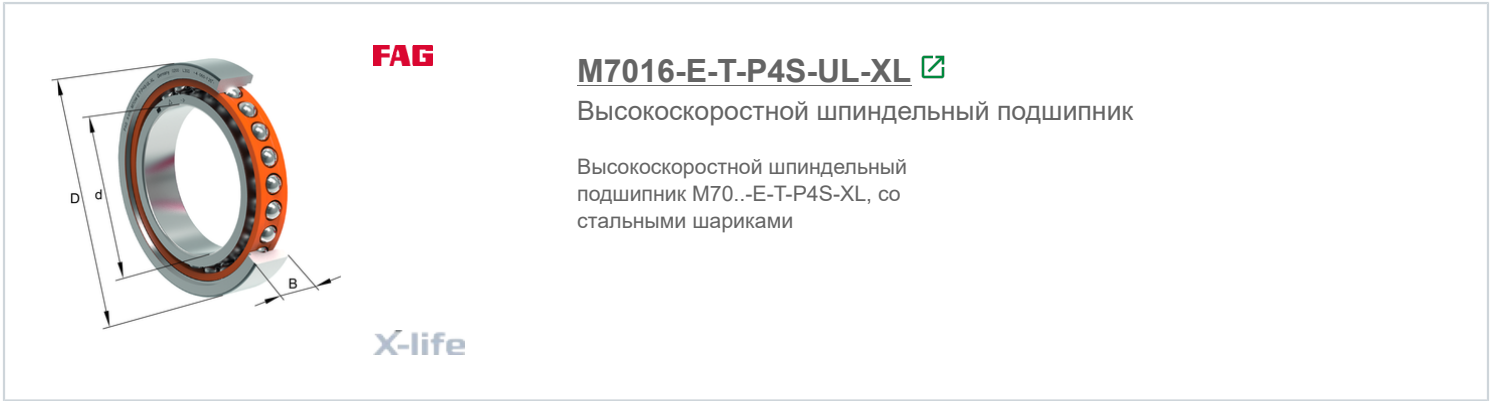 FAG
M7016-E-T-P4S-UL-XL
Высокоскоростной шпиндельный подшипник
Высокоскоростной шпиндельный
подшипник M70..-E-T-P4S-XL, со
стальными шариками
D
d
B
X-life